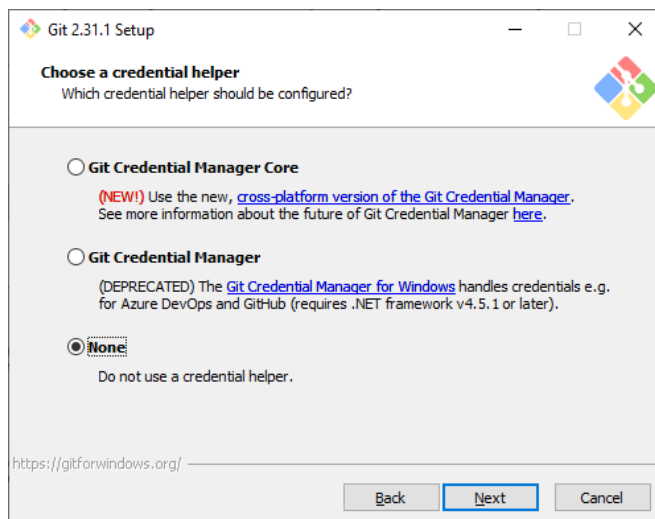 Git 2.31.1 Setup
Choose a credential helper
Which credential helper should be configured?
Git Credential Manager Core
(NEW!) Use the new, cross-platform version of the Git Credential Manager.
See more information about the future of Git Credential Manager here.
Git Credential Manager
(DEPRECATED) The Git Credential Manager for Windows handles credentials e.g.
for Azure DevOps and GitHub (requires .NET framework v4.5.1 or later).
None
Do not use a credential helper.
https://gitforwindows.org/
Back Next Cancel